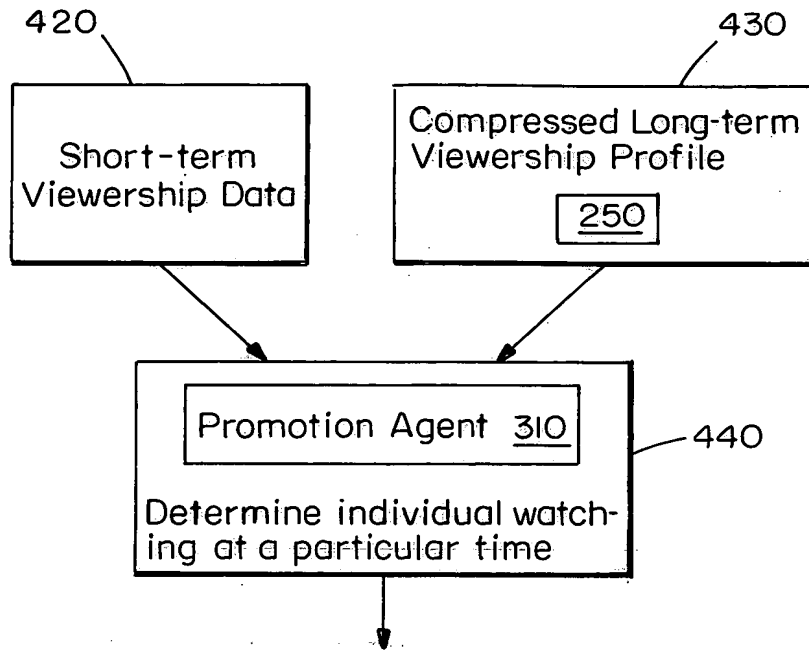 420
430
Short-term
Viewership Data
Compressed Long-term
Viewership Profile
250
Promotion Agent 310
440
Determine individual watch-
ing at a particular time